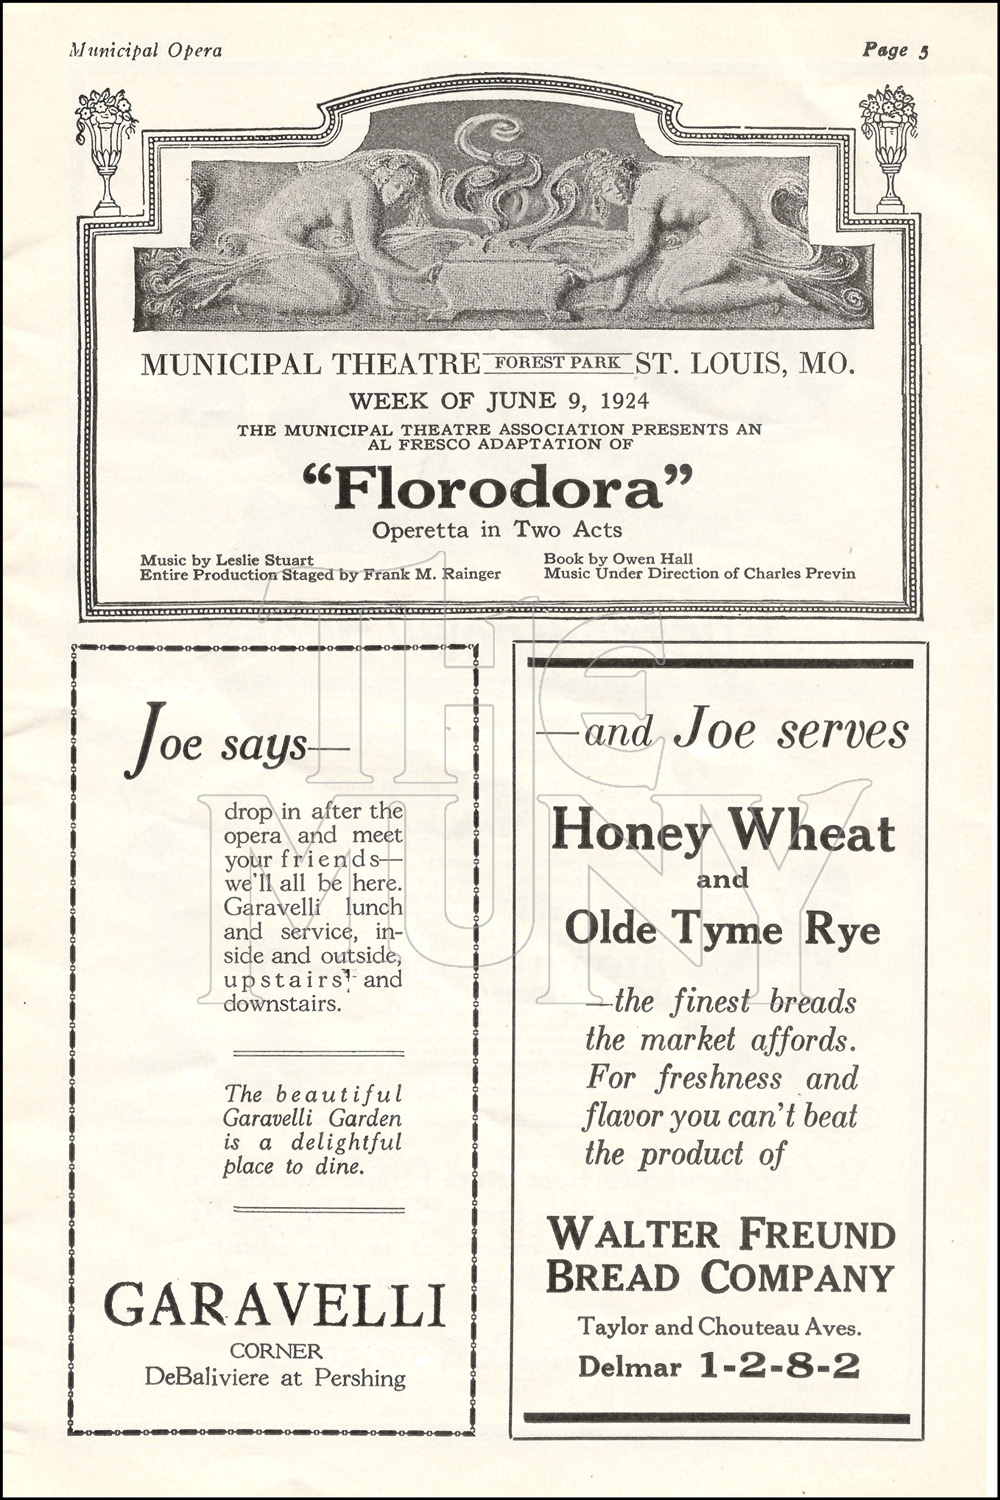 Municipal Opera
Page 5
MUNICIPAL THEATRE FOREST PARK ST. LOUIS, MO.
WEEK OF JUNE 9, 1924
THE MUNICIPAL THEATRE ASSOCIATION PRESENTS AN
AL FRESCO ADAPTATION OF
“Florodora”
Operetta in Two Acts
Music by Leslie Stuart
Entire Production Staged by Frank M. Rainger
Book by Owen Hall
Music Under Direction of Charles Previn
Joe says—
drop in after the
opera and meet
your friends—
we'll all be here.
Garavelli lunch
and service, in-
side and outside,
upstairs and
downstairs.
The beautiful
Garavelli Garden
is a delightful
place to dine.
GARAVELLI
CORNER
DeBaliviere at Pershing
—and Joe serves
Honey Wheat
and
Olde Tyme Rye
—the finest breads
the market affords.
For freshness and
flavor you can't beat
the product of
WALTER FREUND
BREAD COMPANY
Taylor and Chouteau Aves.
Delmar 1-2-8-2
THE
MUNY